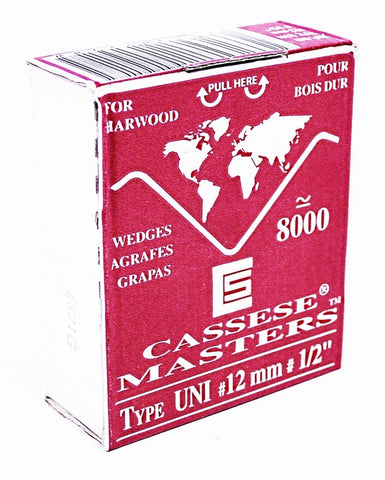 PULL HERE
FOR
HARWOOD
POUR
BOIS DUR
WEDGES
AGRAFES
GRAPAS
≃
8000
CASSESE®
MASTERS™
TYPE UNI #12 mm # 1/2"